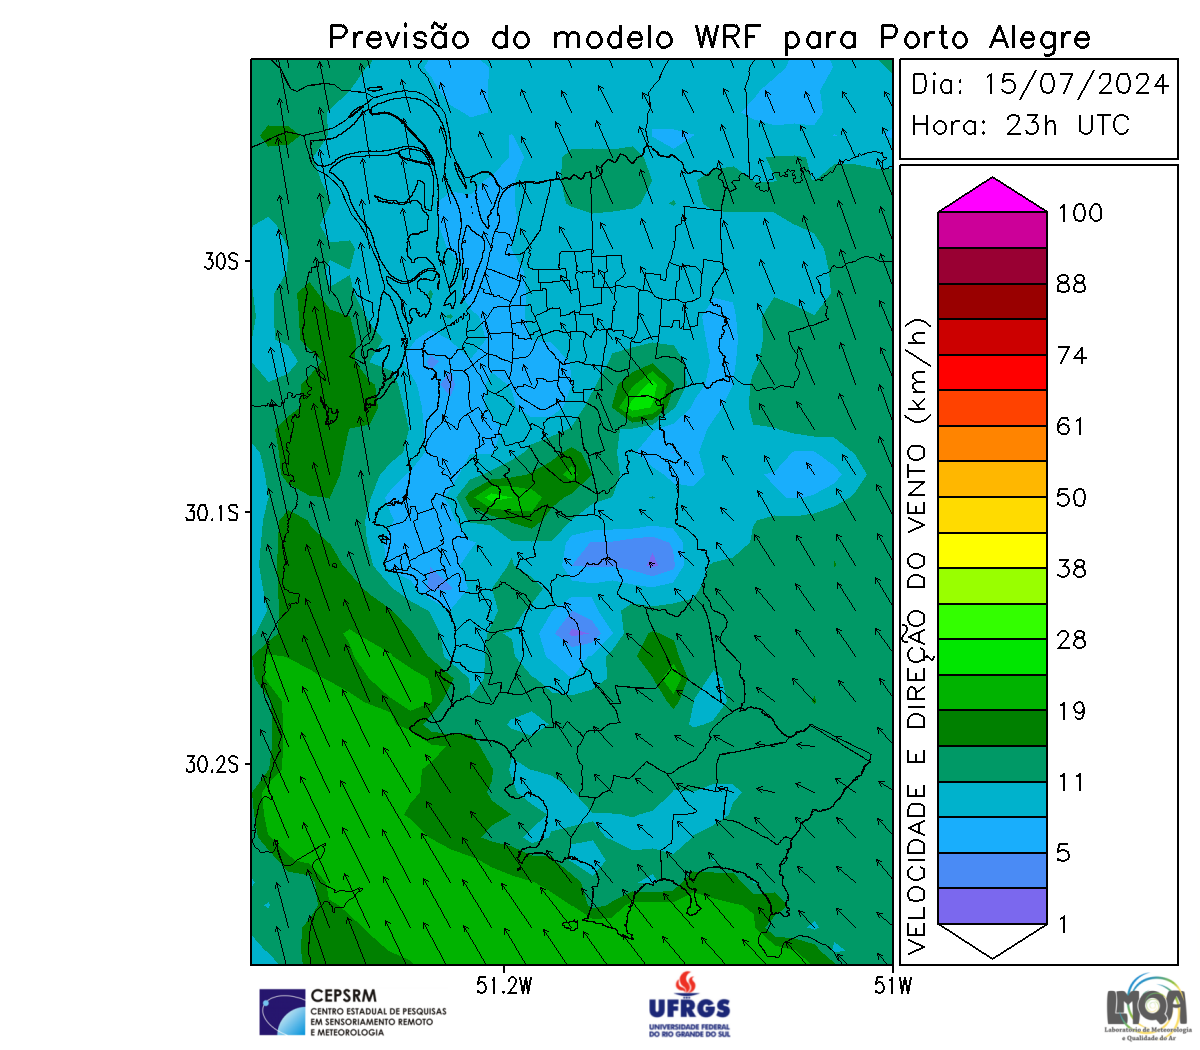 Previsão do modelo WRF para Porto Alegre
Dia: 15/07/2024
Hora: 23h UTC
30S
30.1S
30.2S
51.2W
51W
VELOCIDADE E DIREÇÃO DO VENTO (km/h)
100
88
74
61
50
38
28
19
11
5
1
CEPSRM
CENTRO ESTADUAL DE PESQUISAS
EM SENSORIAMENTO REMOTO
E METEOROLOGIA
UFRGS
UNIVERSIDADE FEDERAL
DO RIO GRANDE DO SUL
LMQA
Laboratório de Meteorologia
e Qualidade do Ar